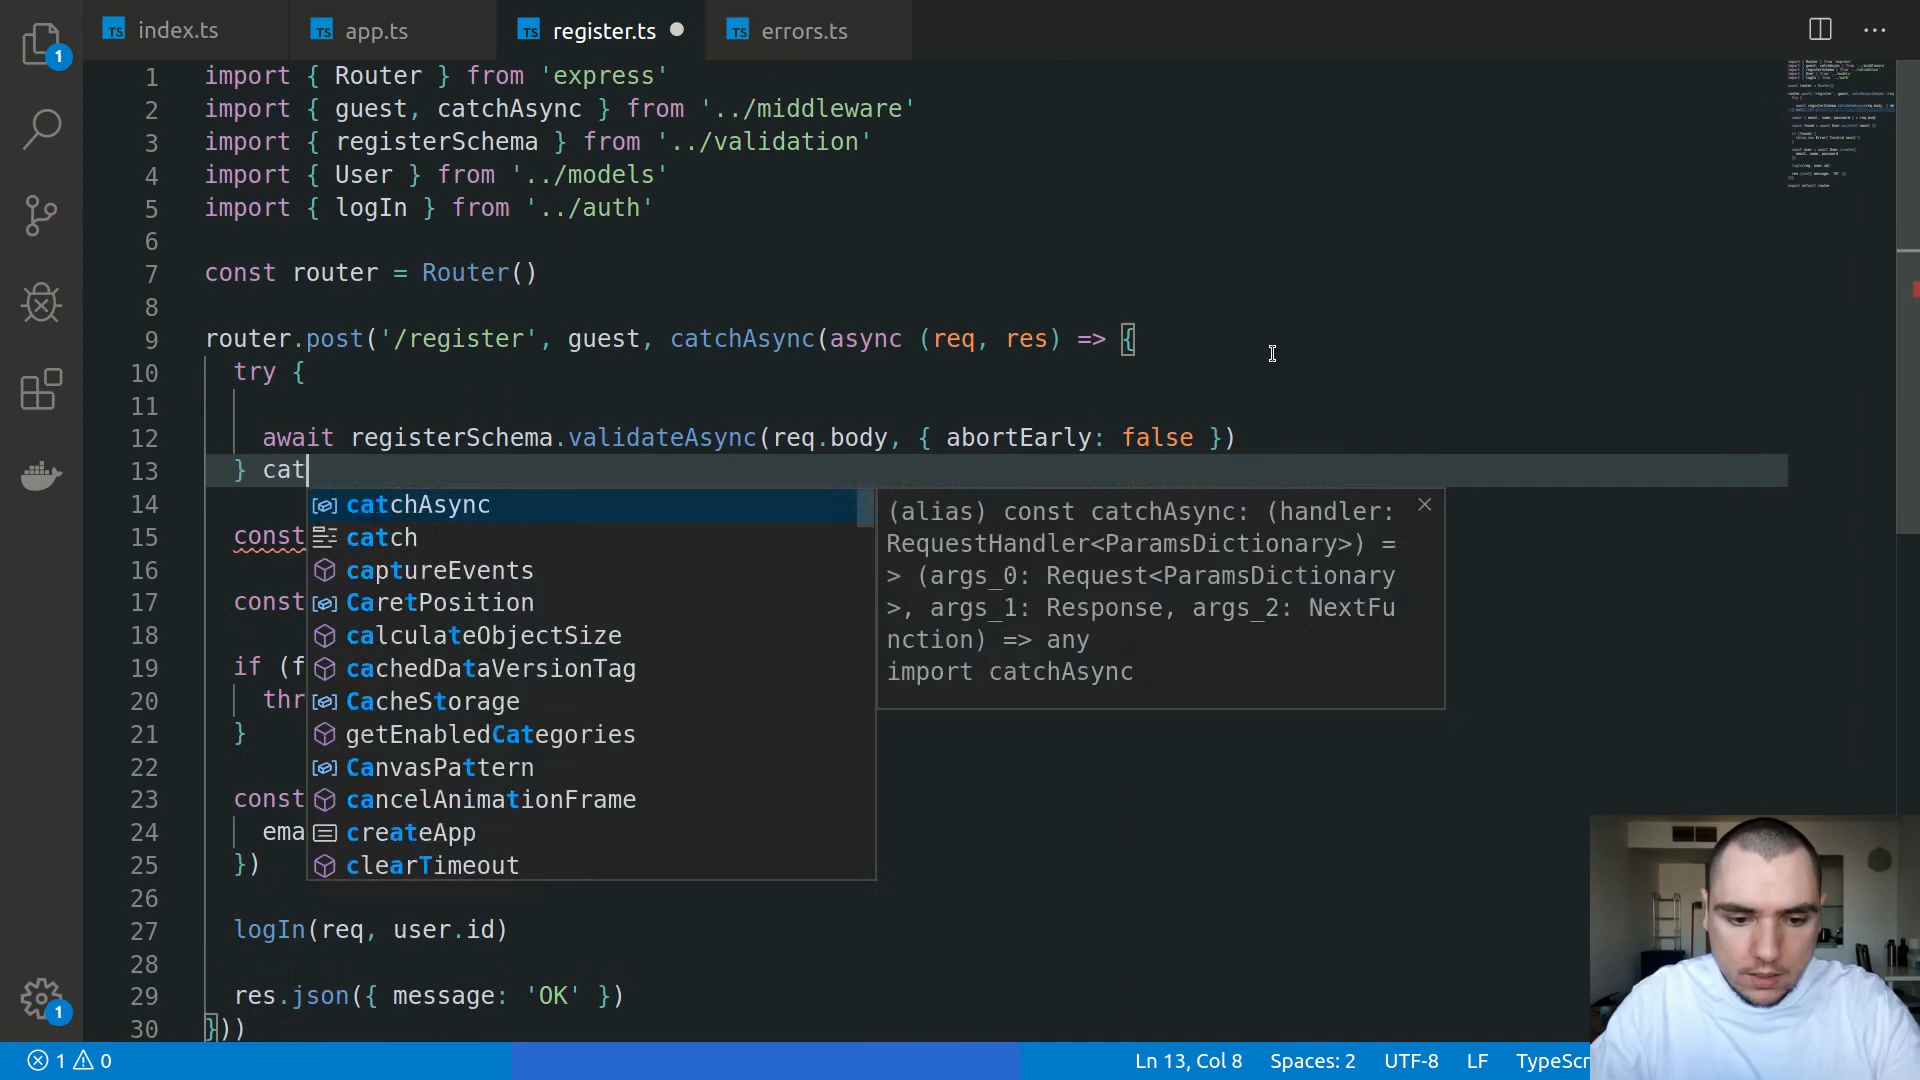 index.ts
app.ts
register.ts
errors.ts
1 import { Router } from 'express'
2 import { guest, catchAsync } from '../middleware'
3 import { registerSchema } from '../validation'
4 import { User } from '../models'
5 import { logIn } from '../auth'
6
7 const router = Router()
8
9 router.post('/register', guest, catchAsync(async (req, res) => {
10 try {
11
12 await registerSchema.validateAsync(req.body, { abortEarly: false })
13 } cat
14
15 const
16
17 const
18
19 if (f
20 thr
21 }
22
23 const
24 ema
25 })
26
27 logIn(req, user.id)
28
29 res.json({ message: 'OK' })
30 }))
catchAsync
catch
captureEvents
CaretPosition
calculateObjectSize
cachedDataVersionTag
CacheStorage
getEnabledCategories
CanvasPattern
cancelAnimationFrame
createApp
clearTimeout
(alias) const catchAsync: (handler:
RequestHandler<ParamsDictionary>) =
> (args_0: Request<ParamsDictionary
>, args_1: Response, args_2: NextFu
nction) => any
import catchAsync
1
1
1 0
Ln 13, Col 8
Spaces: 2
UTF-8
LF
TypeScr